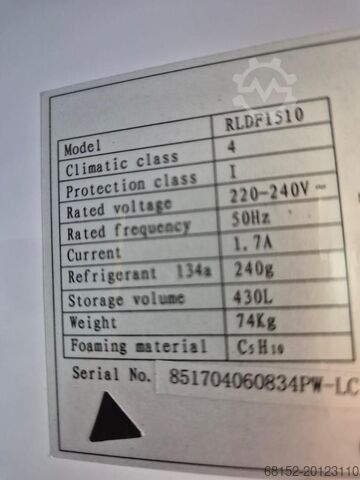 Model RLDF1510
Climatic class 4
Protection class I
Rated voltage 220-240V~
Rated frequency 50Hz
Current 1.7A
Refrigerant 134a 240g
Storage volume 430L
Weight 74Kg
Foaming material C₅H₁₀
Serial No. 851704060834PW-LC
68152-20123110